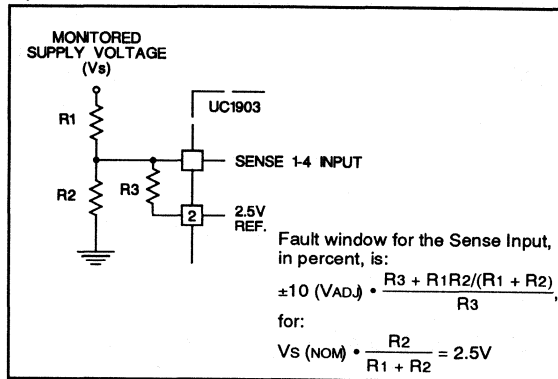 MONITORED
SUPPLY VOLTAGE
(Vs)
UC1903
R1
SENSE 1-4 INPUT
R2
R3
2
2.5V
REF.
Fault window for the Sense Input,
in percent, is:
±10 (VADJ) • R3 + R1R2/(R1 + R2) / R3,
for:
VS (NOM) • R2 / R1 + R2 = 2.5V